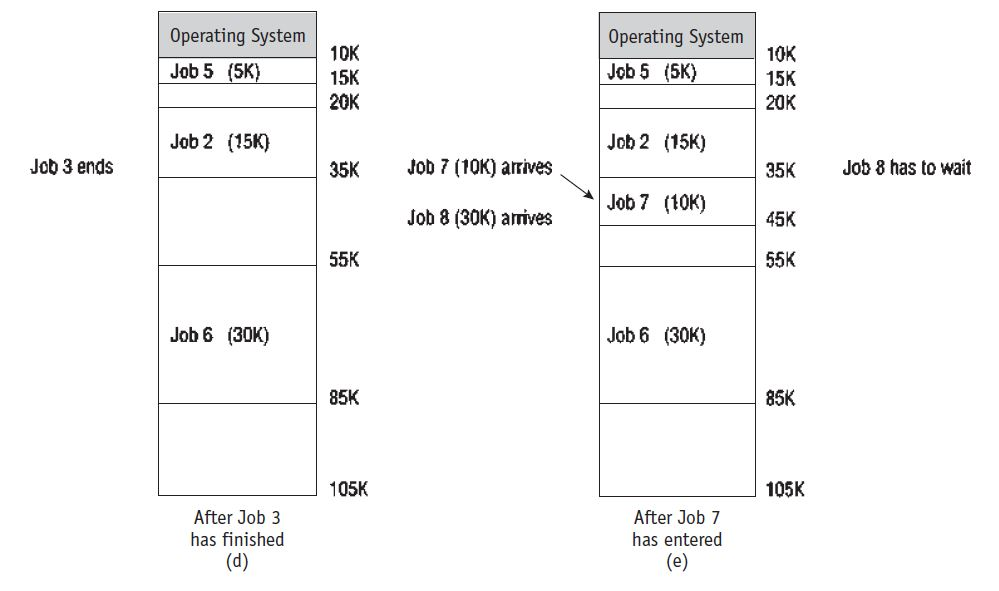 Operating System
10K
Job 5 (5K)
15K
20K
Job 2 (15K)
Job 3 ends
35K
55K
Job 6 (30K)
85K
105K
After Job 3
has finished
(d)
Operating System
10K
Job 5 (5K)
15K
20K
Job 2 (15K)
Job 7 (10K) arrives
35K
Job 8 has to wait
Job 7 (10K)
Job 8 (30K) arrives
45K
55K
Job 6 (30K)
85K
105K
After Job 7
has entered
(e)